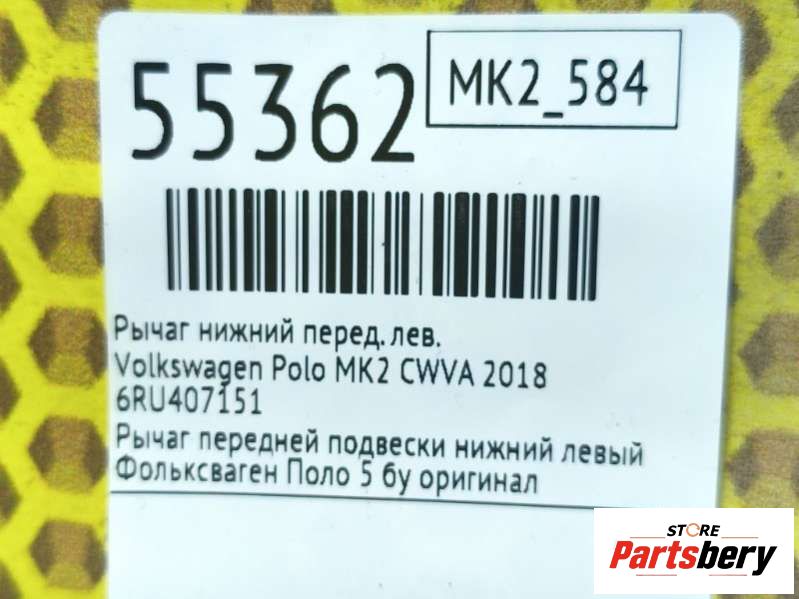 55362
MK2_584
Рычаг нижний перед. лев.
Volkswagen Polo MK2 CWVA 2018
6RU407151
Рычаг передней подвески нижний левый
Фольксваген Поло 5 бу оригинал
STORE
Partsbery